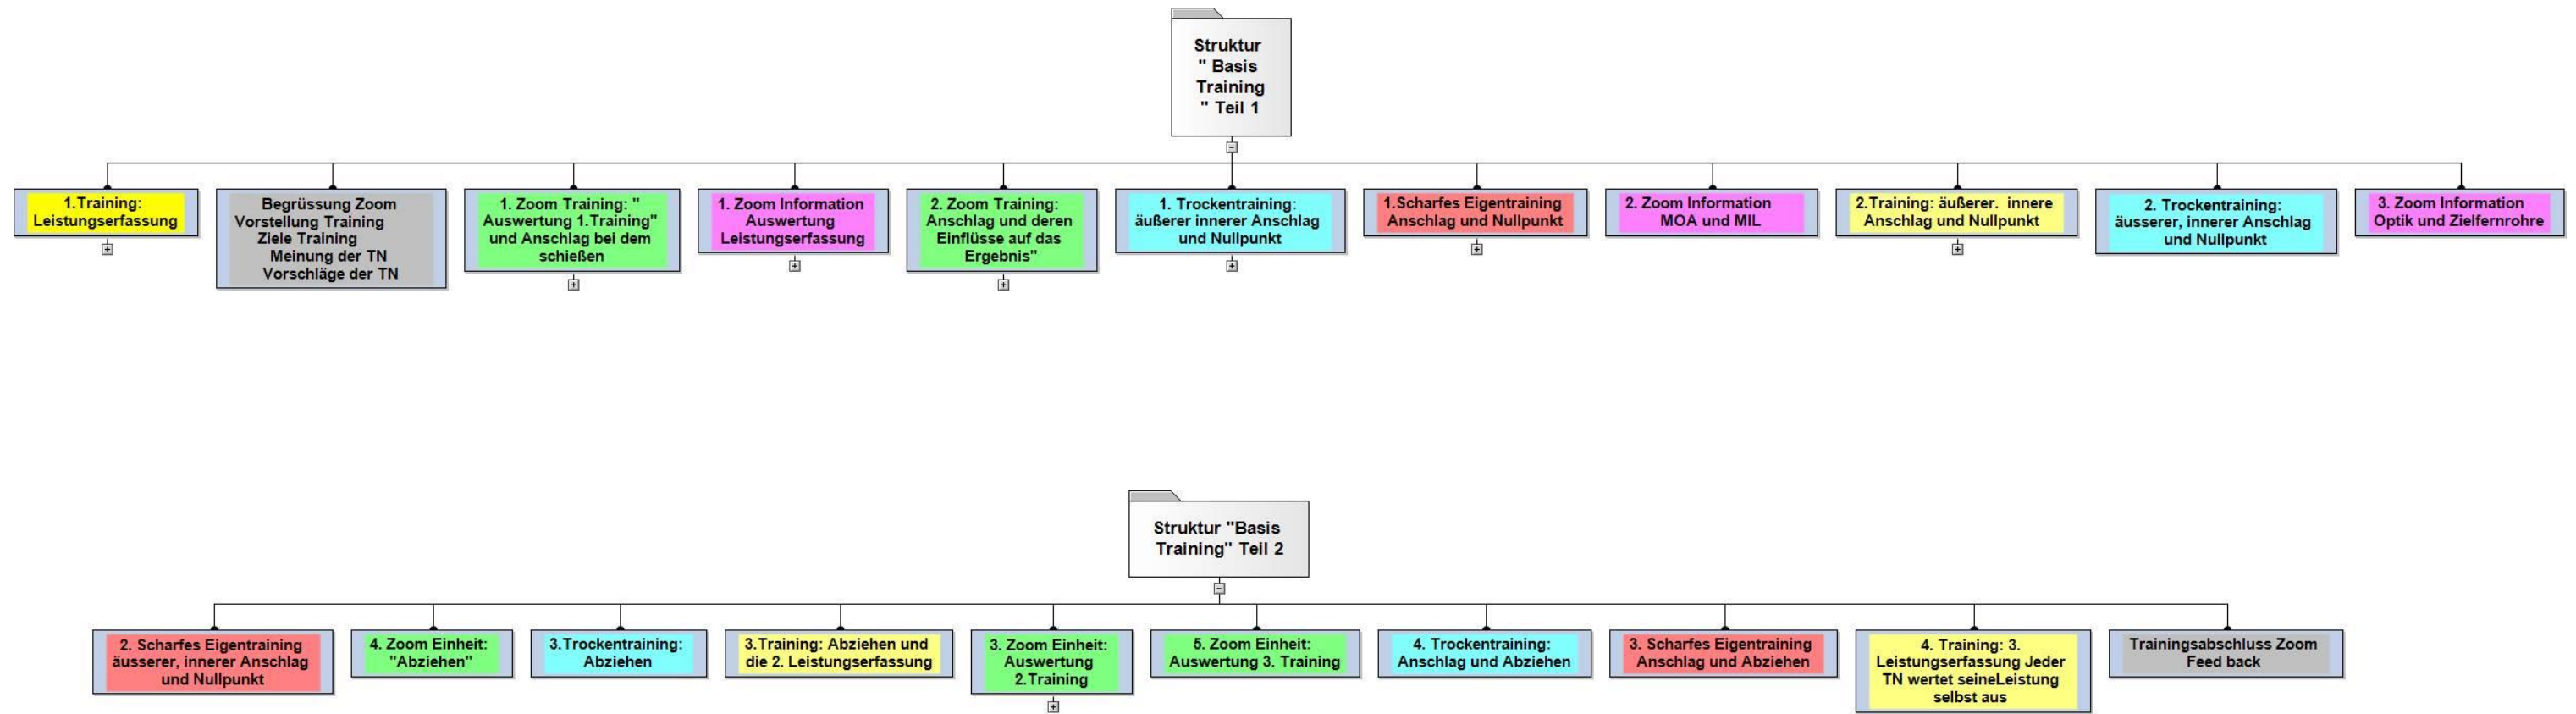 Struktur
" Basis
Training
" Teil 1
1.Training:
Leistungserfassung
Begrüssung Zoom
Vorstellung Training
Ziele Training
Meinung der TN
Vorschläge der TN
1. Zoom Training: "
Auswertung 1.Training"
und Anschlag bei dem
schießen
1. Zoom Information
Auswertung
Leistungserfassung
2. Zoom Training:
Anschlag und deren
Einflüsse auf das
Ergebnis"
1. Trockentraining:
äußerer innerer Anschlag
und Nullpunkt
1.Scharfes Eigentraining
Anschlag und Nullpunkt
2. Zoom Information
MOA und MIL
2.Training: äußerer. innere
Anschlag und Nullpunkt
2. Trockentraining:
äusserer, innerer Anschlag
und Nullpunkt
3. Zoom Information
Optik und Zielfernrohre
Struktur "Basis
Training" Teil 2
2. Scharfes Eigentraining
äusserer, innerer Anschlag
und Nullpunkt
4. Zoom Einheit:
"Abziehen"
3.Trockentraining:
Abziehen
3.Training: Abziehen und
die 2. Leistungserfassung
3. Zoom Einheit:
Auswertung
2.Training
5. Zoom Einheit:
Auswertung 3. Training
4. Trockentraining:
Anschlag und Abziehen
3. Scharfes Eigentraining
Anschlag und Abziehen
4. Training: 3.
Leistungserfassung Jeder
TN wertet seineLeistung
selbst aus
Trainingsabschluss Zoom
Feed back